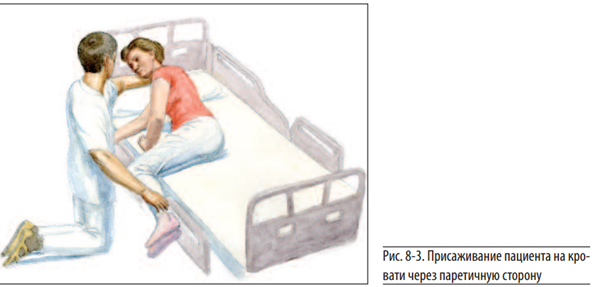 Рис. 8-3. Присаживание пациента на кро-
вати через паретичную сторону